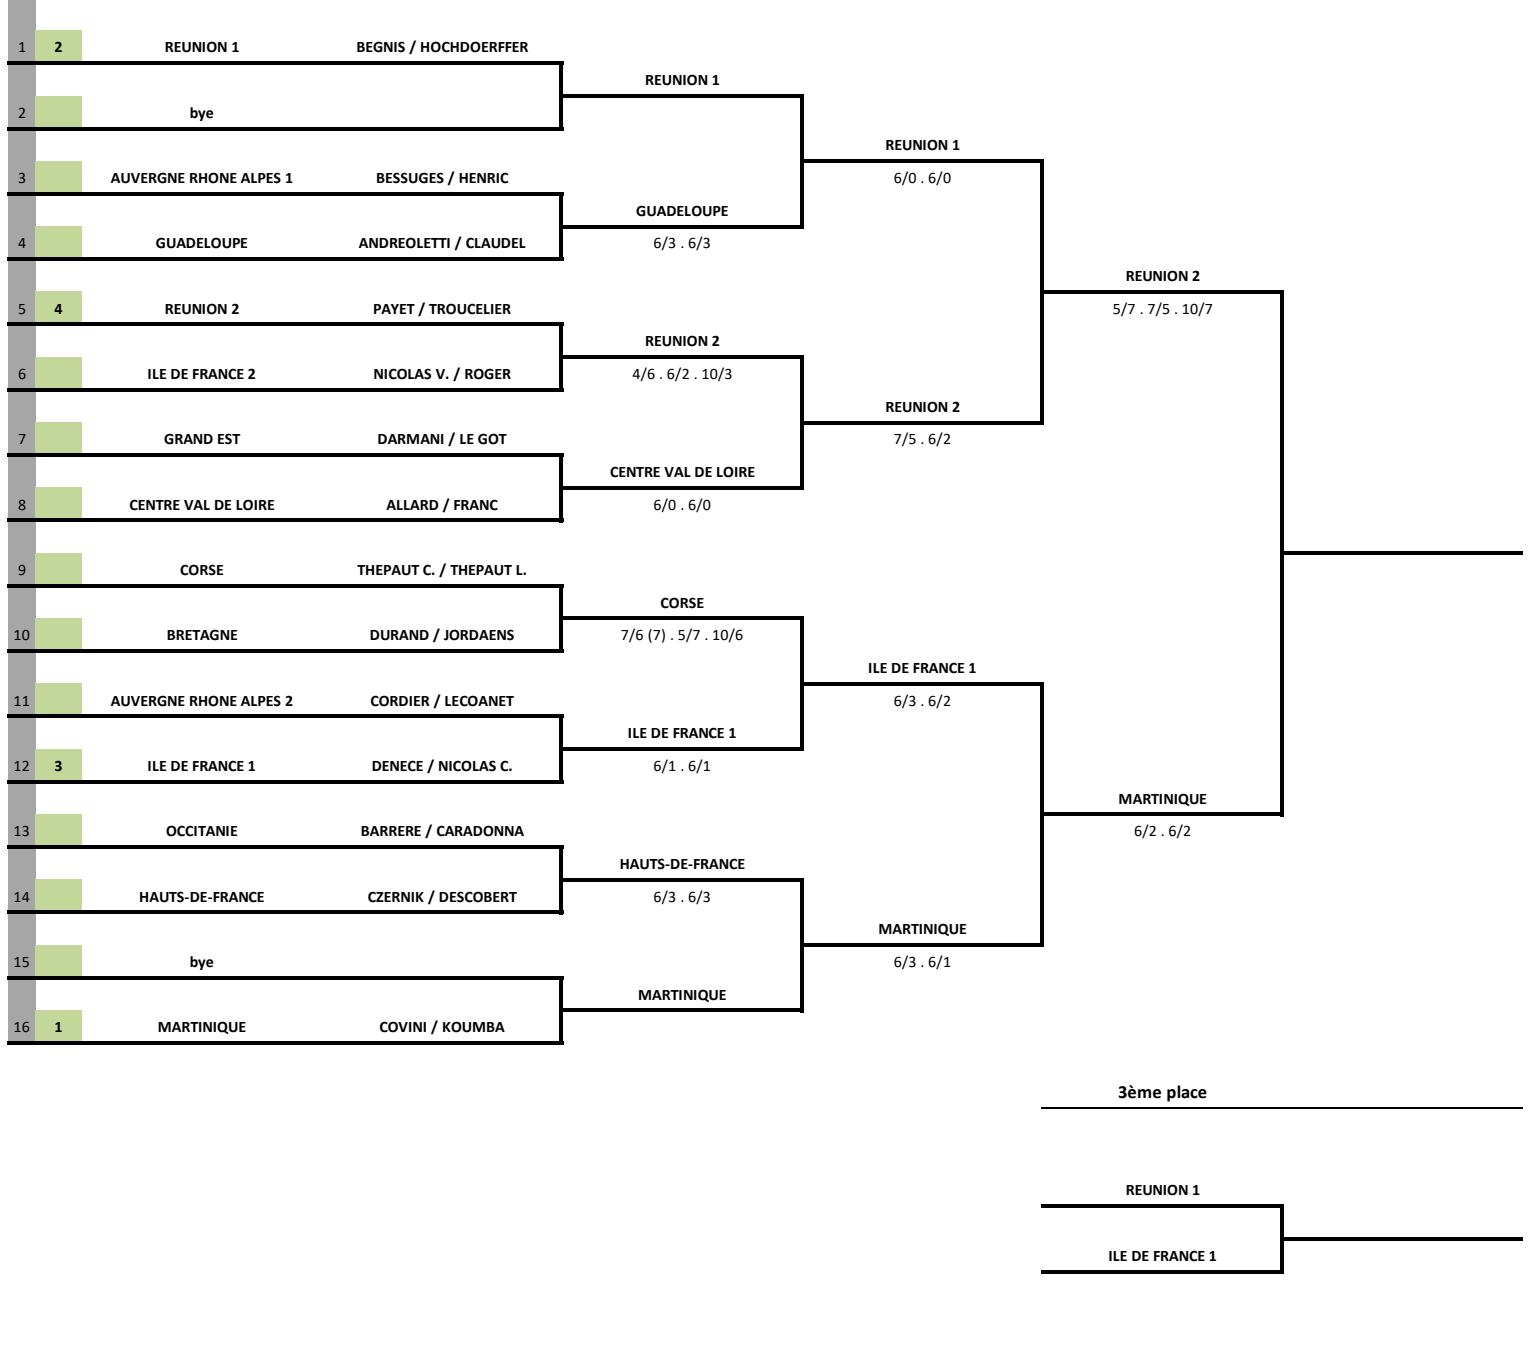 1 2 REUNION 1 BEGNIS / HOCHDOERFFER
REUNION 1
2 bye
REUNION 1
3 AUVERGNE RHONE ALPES 1 BESSUGES / HENRIC 6/0 . 6/0
GUADELOUPE
4 GUADELOUPE ANDREOLETTI / CLAUDEL 6/3 . 6/3
REUNION 2
5 4 REUNION 2 PAYET / TROUCELIER 5/7 . 7/5 . 10/7
REUNION 2
6 ILE DE FRANCE 2 NICOLAS V. / ROGER 4/6 . 6/2 . 10/3
REUNION 2
7 GRAND EST DARMANI / LE GOT 7/5 . 6/2
CENTRE VAL DE LOIRE
8 CENTRE VAL DE LOIRE ALLARD / FRANC 6/0 . 6/0
9 CORSE THEPAUT C. / THEPAUT L.
CORSE
10 BRETAGNE DURAND / JORDAENS 7/6 (7) . 5/7 . 10/6
ILE DE FRANCE 1
11 AUVERGNE RHONE ALPES 2 CORDIER / LECOANET 6/3 . 6/2
ILE DE FRANCE 1
12 3 ILE DE FRANCE 1 DENECE / NICOLAS C. 6/1 . 6/1
MARTINIQUE
13 OCCITANIE BARRERE / CARADONNA 6/2 . 6/2
HAUTS-DE-FRANCE
14 HAUTS-DE-FRANCE CZERNIK / DESCOBERT 6/3 . 6/3
MARTINIQUE
15 bye 6/3 . 6/1
MARTINIQUE
16 1 MARTINIQUE COVINI / KOUMBA
3ème place
REUNION 1
ILE DE FRANCE 1